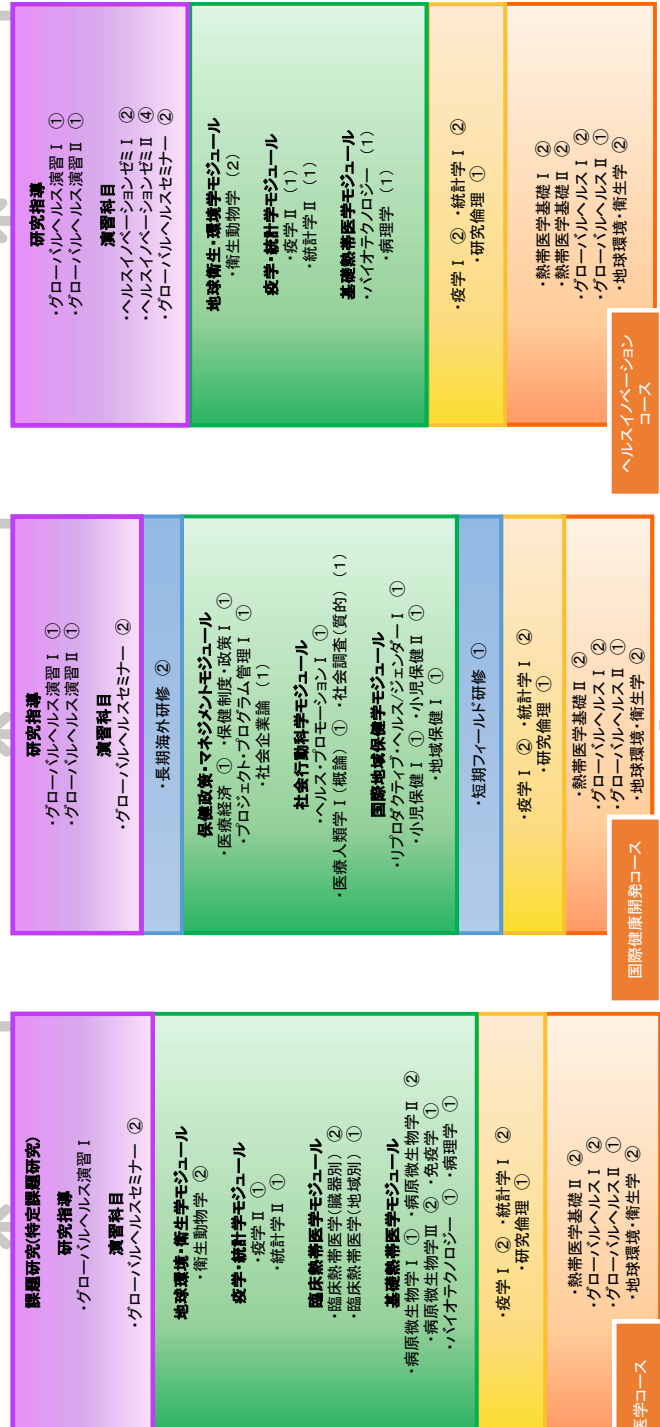 課題研究(特定課題研究)
研究指導
・グローバルヘルス演習Ⅰ
演習科目
・グローバルヘルスセミナー ②
地球環境・衛生学モジュール
・衛生動物学 ②
疫学・統計学モジュール
・疫学Ⅱ ①
・統計学Ⅱ ①
臨床熱帯医学モジュール
・臨床熱帯医学(臓器別) ②
・臨床熱帯医学(地域別) ①
基礎熱帯医学モジュール
・病原微生物学Ⅰ ① ・病原微生物学Ⅱ ②
・病原微生物学Ⅲ ② ・免疫学 ①
・バイオテクノロジー ① ・病理学 ①
・疫学Ⅰ ② ・統計学Ⅰ ②
・研究倫理 ①
・熱帯医学基礎Ⅱ ②
・グローバルヘルスⅠ ②
・グローバルヘルスⅡ ①
・地球環境・衛生学 ②
医学コース
研究指導
・グローバルヘルス演習Ⅰ ①
・グローバルヘルス演習Ⅱ ①
演習科目
・グローバルヘルスセミナー ②
・長期海外研修 ②
保健政策・マネジメントモジュール
・医療経済 ① ・保健制度・政策Ⅰ ①
・プロジェクト・プログラム管理Ⅰ ①
・社会企業論 (1)
社会行動科学モジュール
・ヘルス・プロモーションⅠ ①
・医療人類学Ⅰ(概論) ① ・社会調査(質的) (1)
国際地域保健学モジュール
・リプロダクティブ・ヘルス/ジェンダーⅠ ①
・小児保健Ⅰ ① ・小児保健Ⅱ ①
・地域保健Ⅰ ①
・短期フィールド研修 ①
・疫学Ⅰ ② ・統計学Ⅰ ②
・研究倫理 ①
・熱帯医学基礎Ⅱ ②
・グローバルヘルスⅠ ②
・グローバルヘルスⅡ ①
・地球環境・衛生学 ②
国際健康開発コース
研究指導
・グローバルヘルス演習Ⅰ ①
・グローバルヘルス演習Ⅱ ①
演習科目
・ヘルスイノベーションゼミⅠ ②
・ヘルスイノベーションゼミⅡ ④
・グローバルヘルスセミナー ②
地球衛生・環境学モジュール
・衛生動物学 (2)
疫学・統計学モジュール
・疫学Ⅱ (1)
・統計学Ⅱ (1)
基礎熱帯医学モジュール
・バイオテクノロジー (1)
・病理学 (1)
・疫学Ⅰ ② ・統計学Ⅰ ②
・研究倫理 ①
・熱帯医学基礎Ⅰ ②
・熱帯医学基礎Ⅱ ②
・グローバルヘルスⅠ ②
・グローバルヘルスⅡ ①
・地球環境・衛生学 ②
ヘルスイノベーション
コース